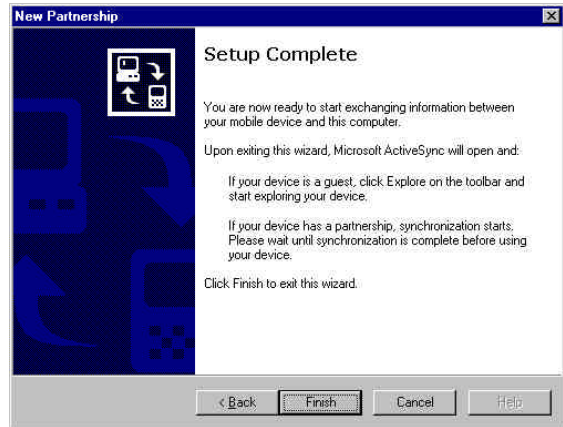 New Partnership
Setup Complete
You are now ready to start exchanging information between
your mobile device and this computer.
Upon exiting this wizard, Microsoft ActiveSync will open and:
If your device is a guest, click Explore on the toolbar and
start exploring your device.
If your device has a partnership, synchronization starts.
Please wait until synchronization is complete before using
your device.
Click Finish to exit this wizard.
< Back
Finish
Cancel
Help